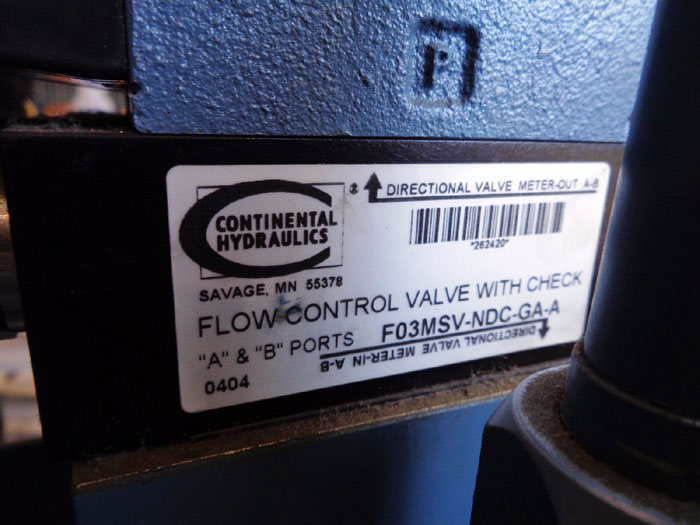 P
CONTINENTAL
HYDRAULICS
®
DIRECTIONAL VALVE METER-OUT A-B
*262420*
SAVAGE, MN 55378
FLOW CONTROL VALVE WITH CHECK
"A" & "B" PORTS F03MSV-NDC-GA-A
DIRECTIONAL VALVE METER-IN A-B
0404